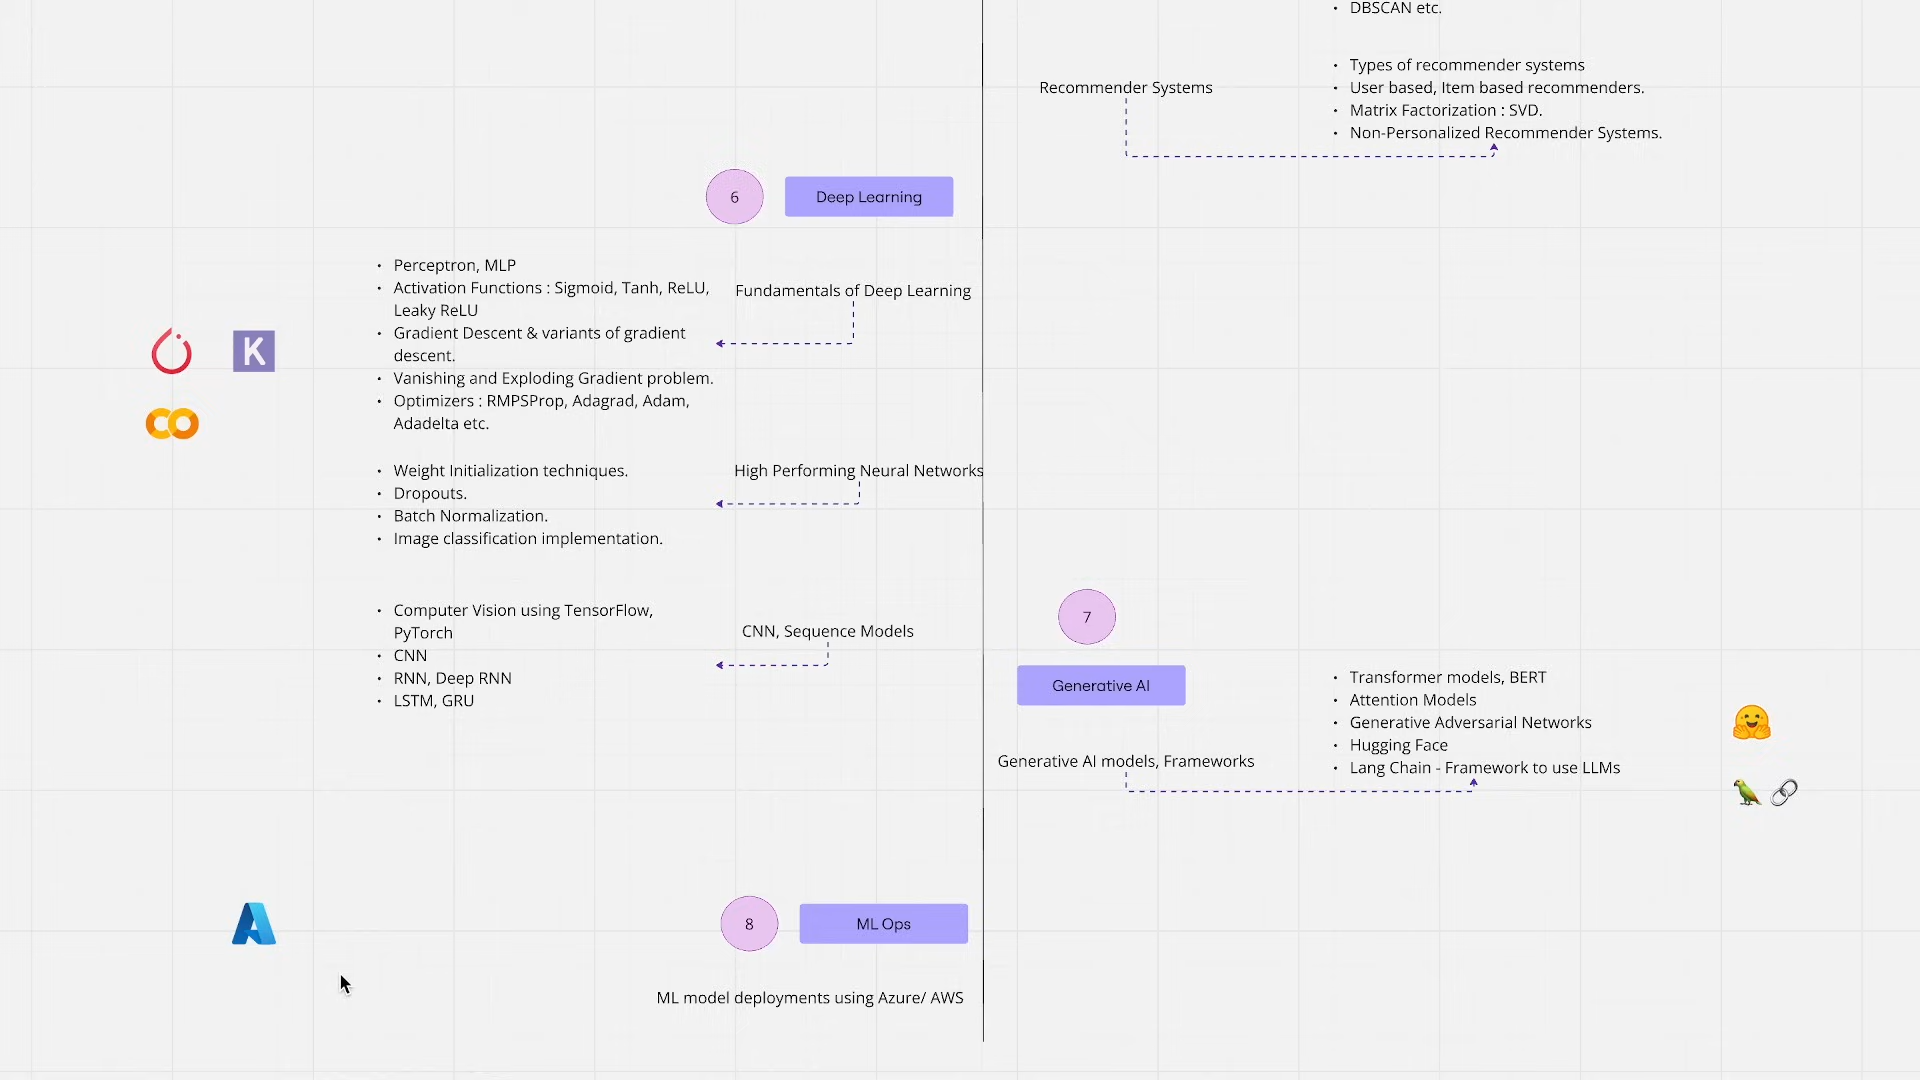 DBSCAN etc.
Recommender Systems
Types of recommender systems
User based, Item based recommenders.
Matrix Factorization : SVD.
Non-Personalized Recommender Systems.
6
Deep Learning
Fundamentals of Deep Learning
Perceptron, MLP
Activation Functions : Sigmoid, Tanh, ReLU,
Leaky ReLU
Gradient Descent & variants of gradient
descent.
Vanishing and Exploding Gradient problem.
Optimizers : RMPSProp, Adagrad, Adam,
Adadelta etc.
K
High Performing Neural Networks
Weight Initialization techniques.
Dropouts.
Batch Normalization.
Image classification implementation.
CNN, Sequence Models
Computer Vision using TensorFlow,
PyTorch
CNN
RNN, Deep RNN
LSTM, GRU
7
Generative AI
Generative AI models, Frameworks
Transformer models, BERT
Attention Models
Generative Adversarial Networks
Hugging Face
Lang Chain - Framework to use LLMs
8
ML Ops
ML model deployments using Azure/ AWS